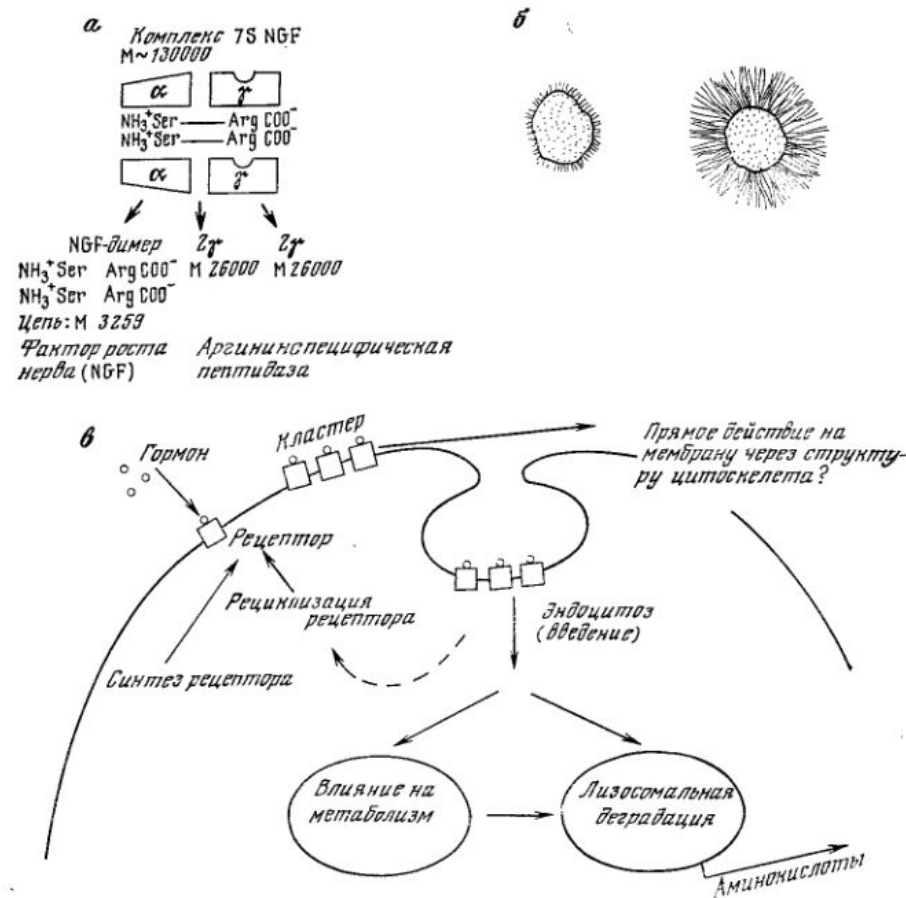 а
Комплекс 7S NGF
M~130000
α γ
NH₃⁺Ser — Arg COO⁻
NH₃⁺Ser — Arg COO⁻
α γ
NGF-димер 2γ 2γ
NH₃⁺Ser Arg COO⁻ M 26000 M 26000
NH₃⁺Ser Arg COO⁻
Цепь: M 3259
Фактор роста Аргининспецифическая
нерва (NGF) пептидаза
б
в
Гормон
Кластер
Прямое действие на
мембрану через структу-
ру цитоскелета?
Рецептор
Рециклизация
рецептора
Эндоцитоз
(введение)
Синтез рецептора
Влияние на
метаболизм
Лизосомальная
деградация
Аминокислоты